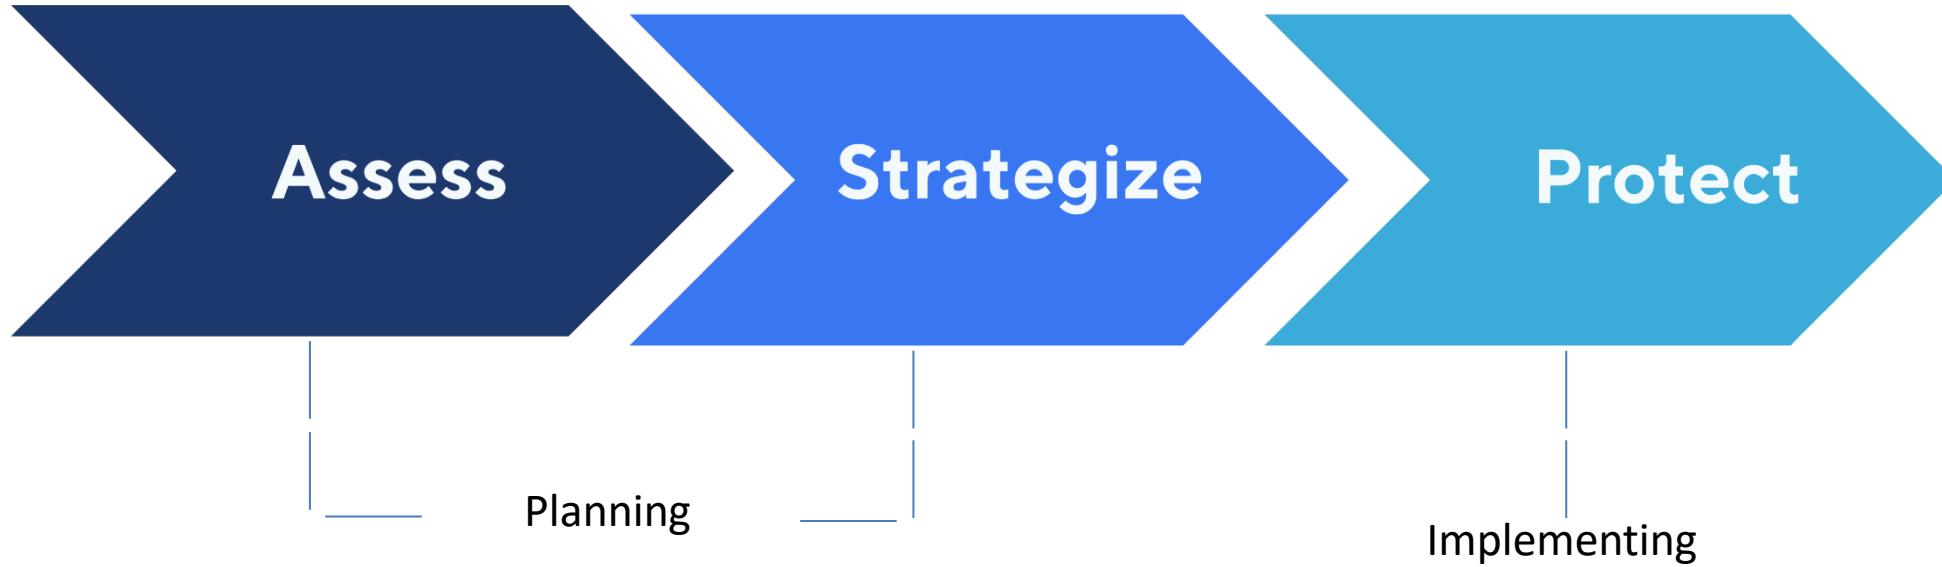 Assess
Strategize
Protect
Planning
Implementing